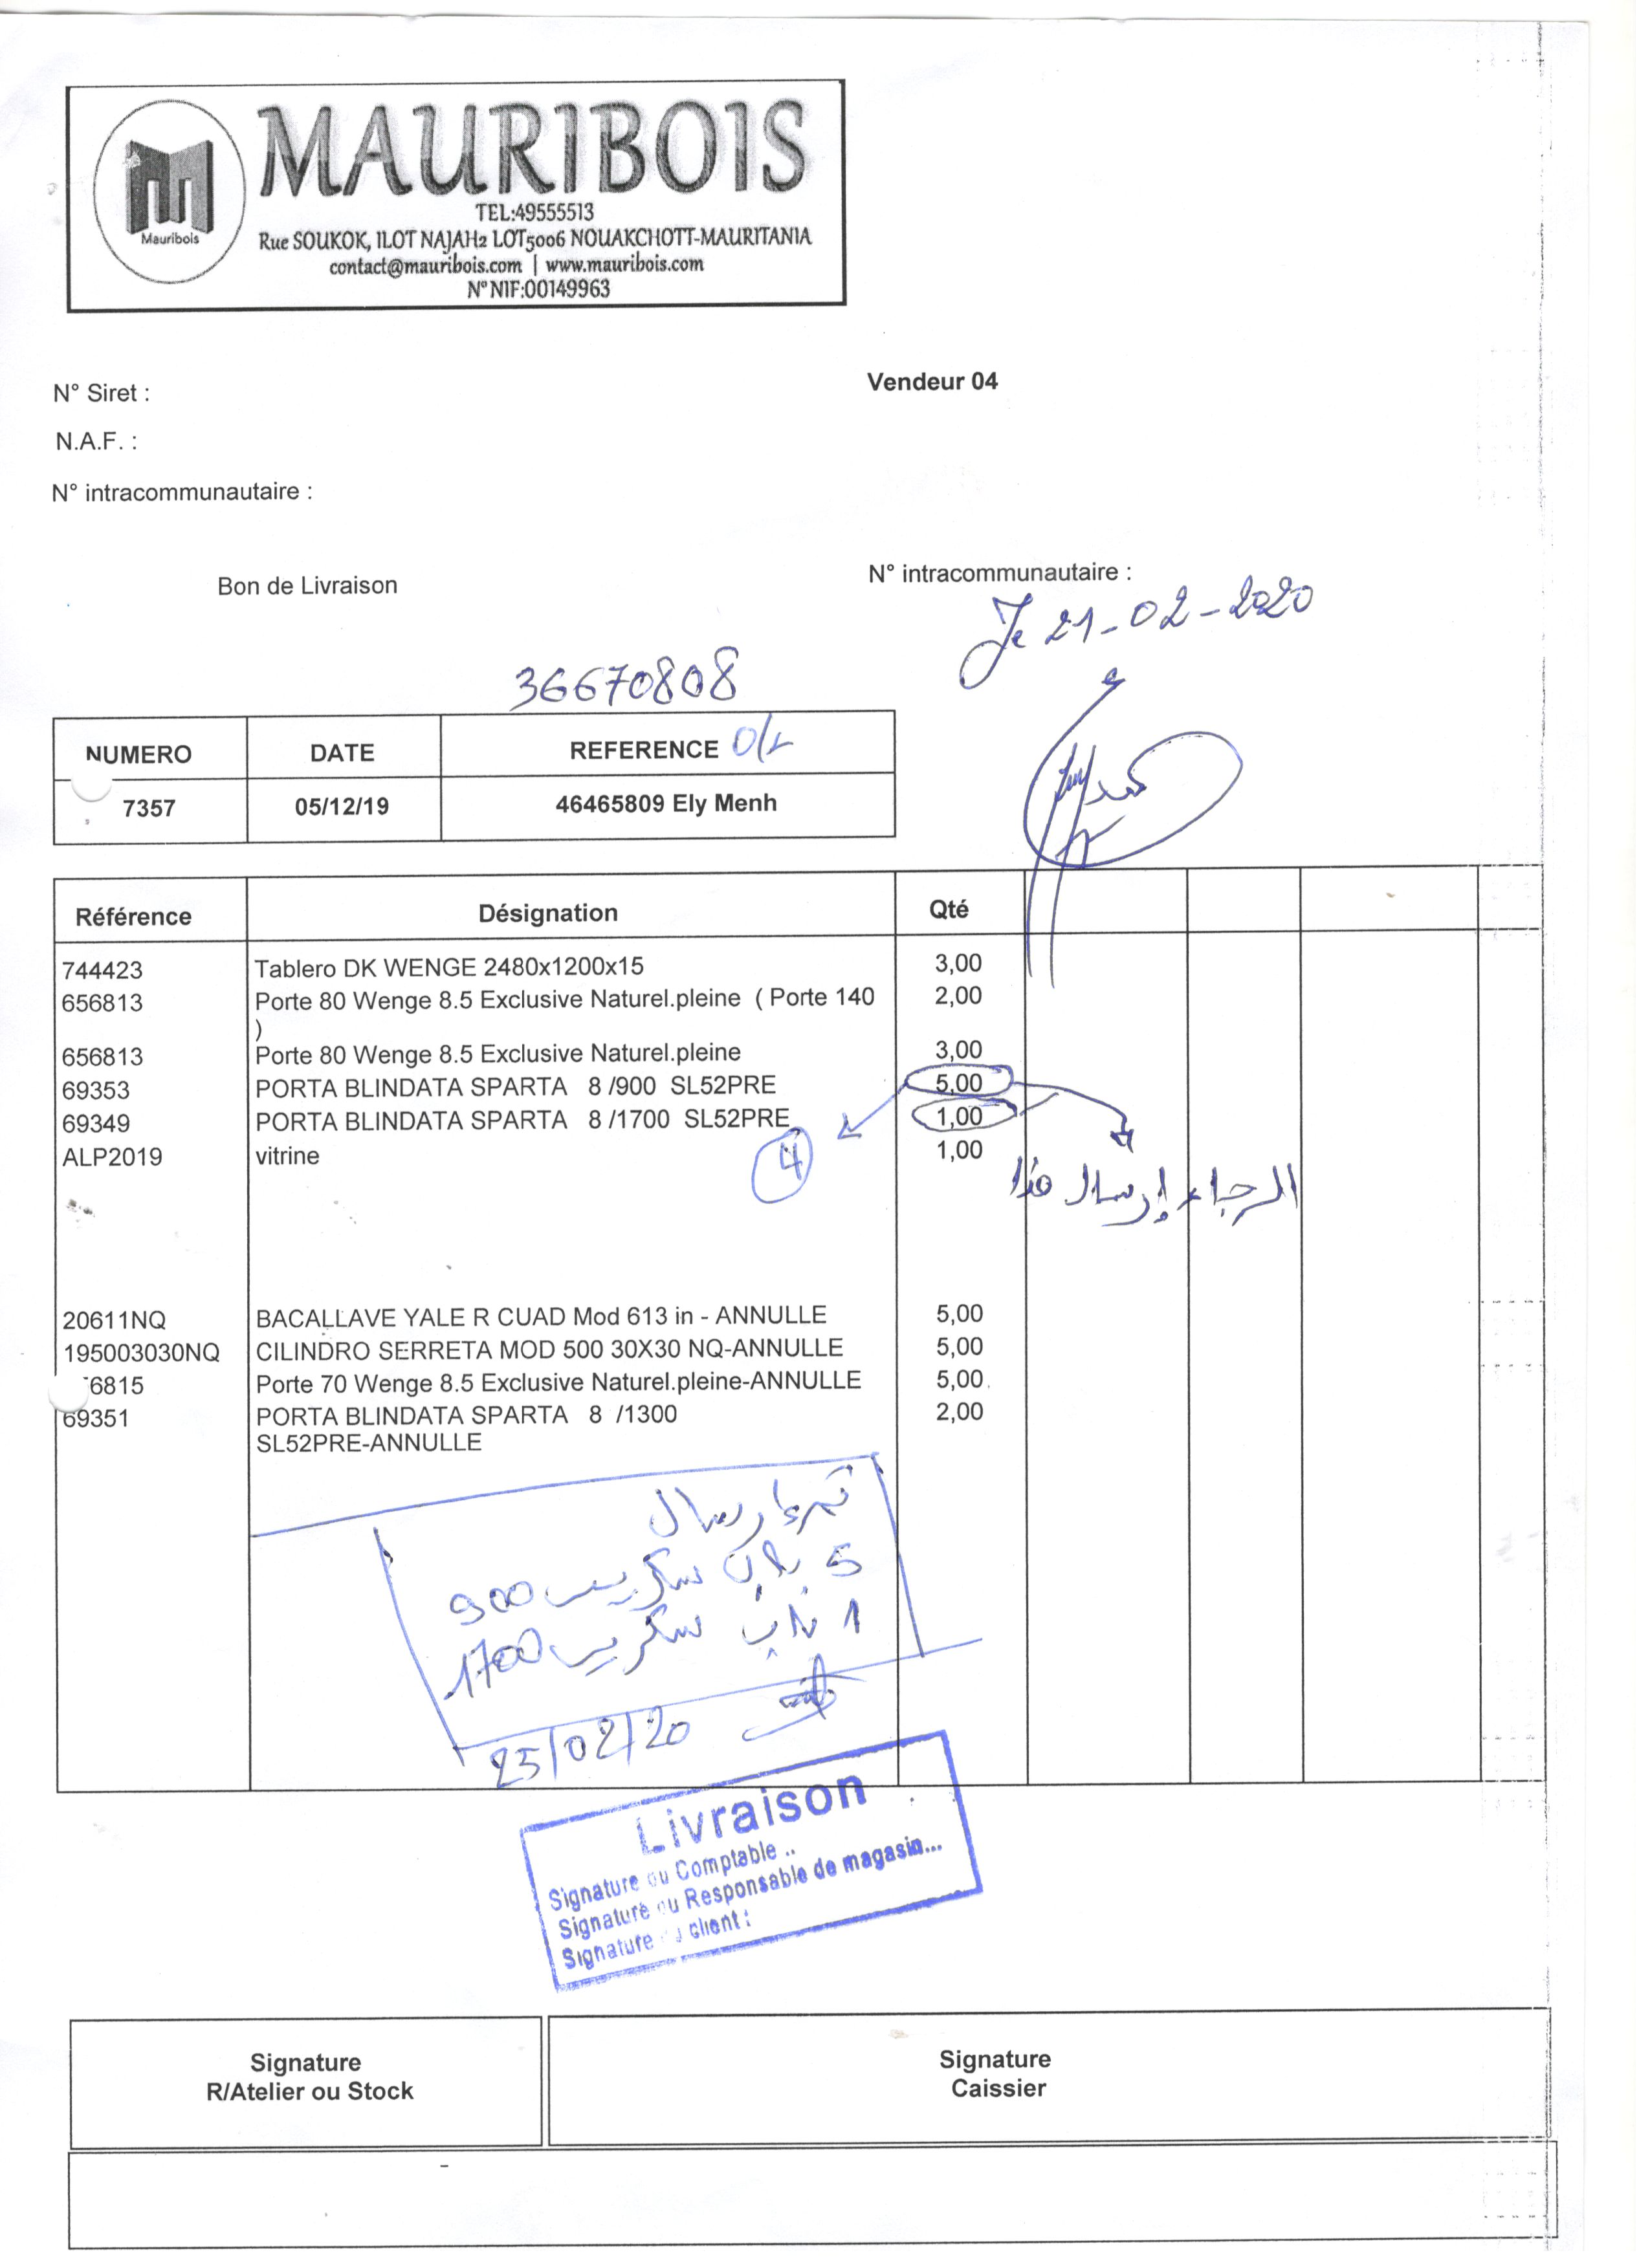 MAURIBOIS
Mauribois
TEL:49555513
Rue SOUKOK, ILOT NAJAH2 LOT5006 NOUAKCHOTT-MAURITANIA
contact@mauribois.com | www.mauribois.com
N° NIF:00149963
N° Siret :
Vendeur 04
N.A.F. :
N° intracommunautaire :
Bon de Livraison
N° intracommunautaire :
21-02-2020
36670808
NUMERO DATE REFERENCE
7357 05/12/19 46465809 Ely Menh
Référence Désignation Qté
744423 Tablero DK WENGE 2480x1200x15 3,00
656813 Porte 80 Wenge 8.5 Exclusive Naturel.pleine ( Porte 140 2,00
)
656813 Porte 80 Wenge 8.5 Exclusive Naturel.pleine 3,00
69353 PORTA BLINDATA SPARTA 8 /900 SL52PRE 5,00
69349 PORTA BLINDATA SPARTA 8 /1700 SL52PRE 1,00
ALP2019 vitrine 1,00
4
الرجاء إرسال هذا
20611NQ BACALLAVE YALE R CUAD Mod 613 in - ANNULLE 5,00
195003030NQ CILINDRO SERRETA MOD 500 30X30 NQ-ANNULLE 5,00
6815 Porte 70 Wenge 8.5 Exclusive Naturel.pleine-ANNULLE 5,00
69351 PORTA BLINDATA SPARTA 8 /1300 2,00
SL52PRE-ANNULLE
تم إرسال
5 باب سكريت 900
1 باب سكريت 1700
25/02/20
Livraison
Signature du Comptable ..
Signature du Responsable de magasin...
Signature du client :
Signature
R/Atelier ou Stock
Signature
Caissier